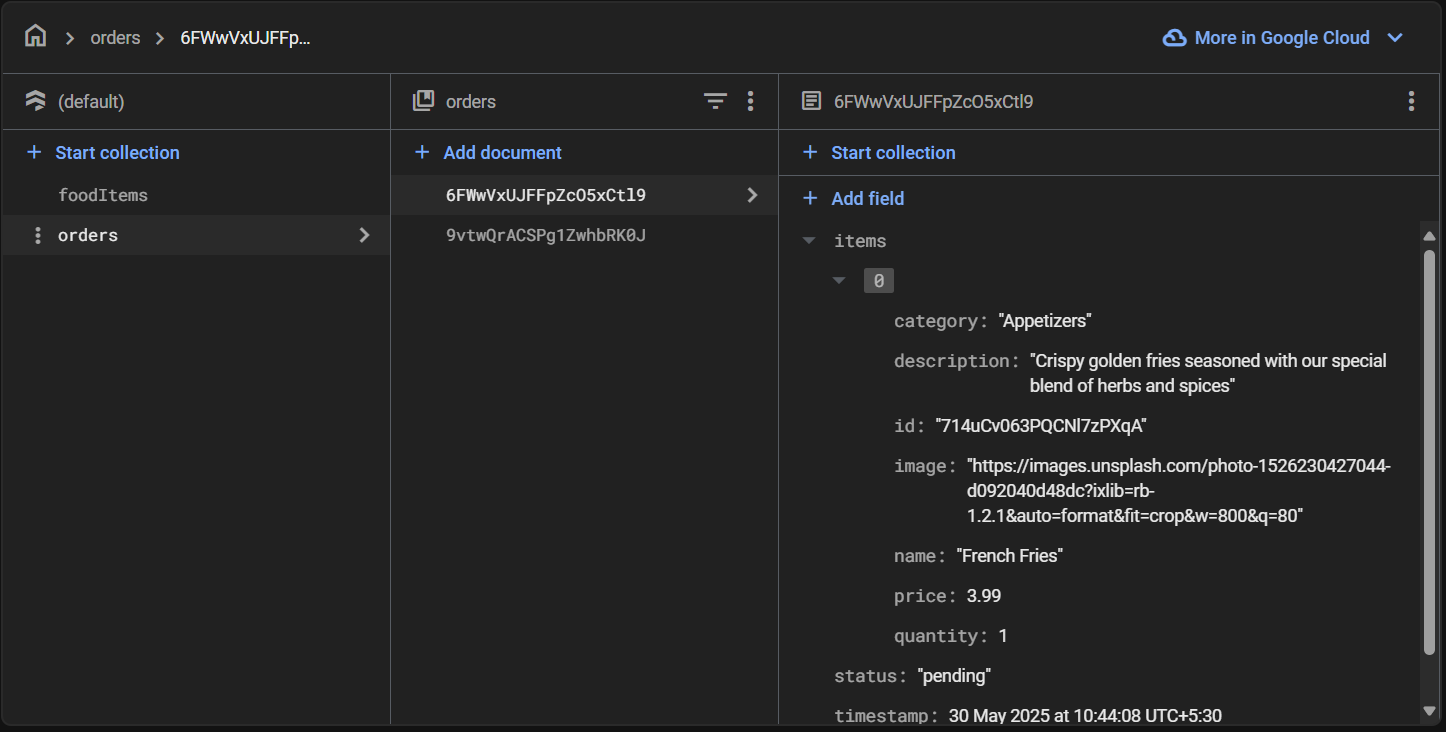 orders
6FWwVxUJFFp...
More in Google Cloud
(default)
orders
6FWwVxUJFFpZcO5xCtl9
Start collection
Add document
Start collection
foodItems
6FWwVxUJFFpZcO5xCtl9
Add field
orders
9vtwQrACSPg1ZwhbRK0J
items
0
category: "Appetizers"
description: "Crispy golden fries seasoned with our special
blend of herbs and spices"
id: "714uCv063PQCNl7zPXqA"
image: "https://images.unsplash.com/photo-1526230427044-
d092040d48dc?ixlib=rb-
1.2.1&auto=format&fit=crop&w=800&q=80"
name: "French Fries"
price: 3.99
quantity: 1
status: "pending"
timestamp: 30 May 2025 at 10:44:08 UTC+5:30